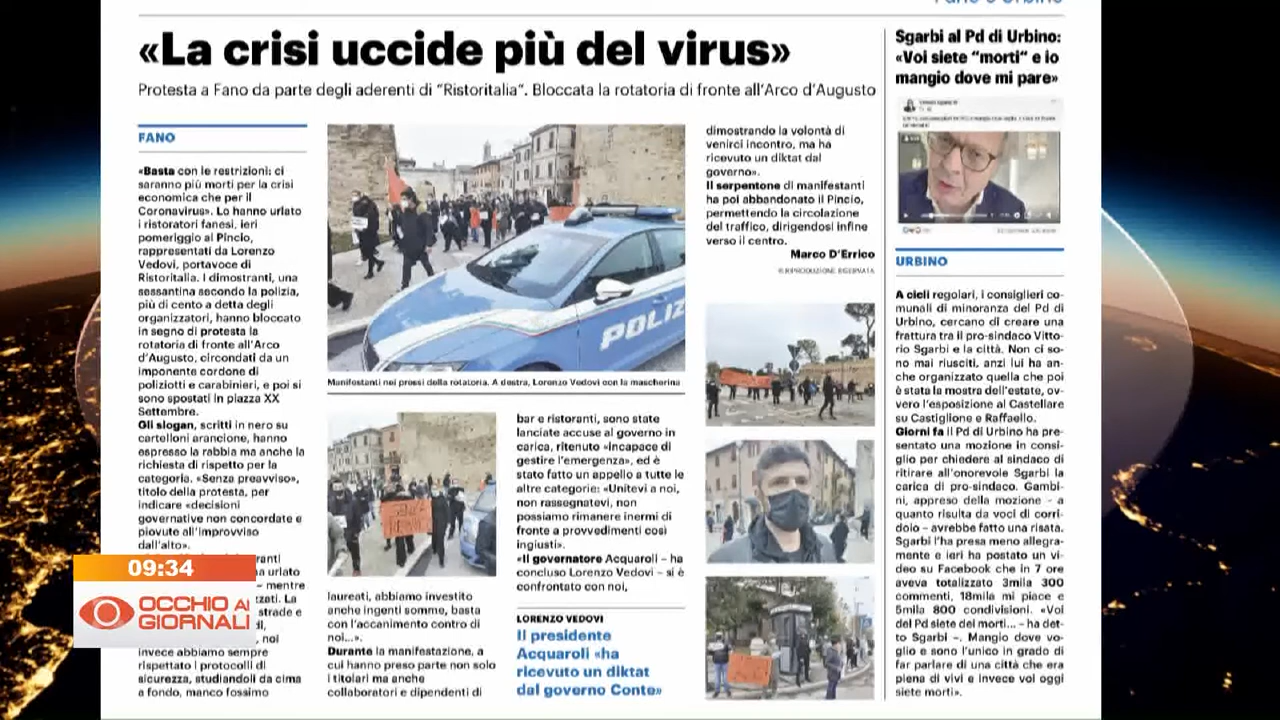 «La crisi uccide più del virus»
Protesta a Fano da parte degli aderenti di “Ristoritalia”. Bloccata la rotatoria di fronte all’Arco d’Augusto
FANO
«Basta con le restrizioni: ci
saranno più morti per la crisi
economica che per il
Coronavirus». Lo hanno urlato
i ristoratori fanesi, ieri
pomeriggio al Pincio,
rappresentati da Lorenzo
Vedovi, portavoce di
Ristoritalia. I dimostranti, una
sessantina secondo la polizia,
più di cento a detta degli
organizzatori, hanno bloccato
in segno di protesta la
rotatoria di fronte all’Arco
d’Augusto, circondati da un
imponente cordone di
poliziotti e carabinieri, e poi si
sono spostati in piazza XX
Settembre.
Gli slogan, scritti in nero su
cartelloni arancione, hanno
espresso la rabbia ma anche la
richiesta di rispetto per la
categoria. «Senza preavviso»,
titolo della protesta, per
indicare «decisioni
governative non concordate e
piovute all’improvviso
dall’alto».
– mentre
La
strade e
noi
invece abbiamo sempre
rispettato i protocolli di
sicurezza, studiandoli da cima
a fondo, manco fossimo
POLIZ
Manifestanti nei pressi della rotatoria. A destra, Lorenzo Vedovi con la mascherina
laureati, abbiamo investito
anche ingenti somme, basta
con l’accanimento contro di
noi...».
Durante la manifestazione, a
cui hanno preso parte non solo
i titolari ma anche
collaboratori e dipendenti di
bar e ristoranti, sono state
lanciate accuse al governo in
carica, ritenuto «incapace di
gestire l’emergenza», ed è
stato fatto un appello a tutte le
altre categorie: «Unitevi a noi,
non rassegnatevi, non
possiamo rimanere inermi di
fronte a provvedimenti così
ingiusti».
«Il governatore Acquaroli – ha
concluso Lorenzo Vedovi – si è
confrontato con noi,
LORENZO VEDOVI
Il presidente
Acquaroli «ha
ricevuto un diktat
dal governo Conte»
dimostrando la volontà di
venirci incontro, ma ha
ricevuto un diktat dal
governo».
Il serpentone di manifestanti
ha poi abbandonato il Pincio,
permettendo la circolazione
del traffico, dirigendosi infine
verso il centro.
Marco D’Errico
© RIPRODUZIONE RISERVATA
Sgarbi al Pd di Urbino:
«Voi siete “morti“ e io
mangio dove mi pare»
URBINO
A cicli regolari, i consiglieri co-
munali di minoranza del Pd di
Urbino, cercano di creare una
frattura tra il pro-sindaco Vitto-
rio Sgarbi e la città. Non ci so-
no mai riusciti, anzi lui ha an-
che organizzato quella che poi
è stata la mostra dell’estate, ov-
vero l’esposizione al Castellare
su Castiglione e Raffaello.
Giorni fa il Pd di Urbino ha pre-
sentato una mozione in consi-
glio per chiedere al sindaco di
ritirare all’onorevole Sgarbi la
carica di pro-sindaco. Gambi-
ni, appreso della mozione - a
quanto risulta da voci di corri-
doio – avrebbe fatto una risata.
Sgarbi l’ha presa meno allegra-
mente e ieri ha postato un vi-
deo su Facebook che in 7 ore
aveva totalizzato 3mila 300
commenti, 18mila mi piace e
5mila 800 condivisioni. «Voi
del Pd siete dei morti... – ha det-
to Sgarbi –. Mangio dove vo-
glio e sono l’unico in grado di
far parlare di una città che era
piena di vivi e invece voi oggi
siete morti».
09:34
OCCHIO AI
GIORNALI